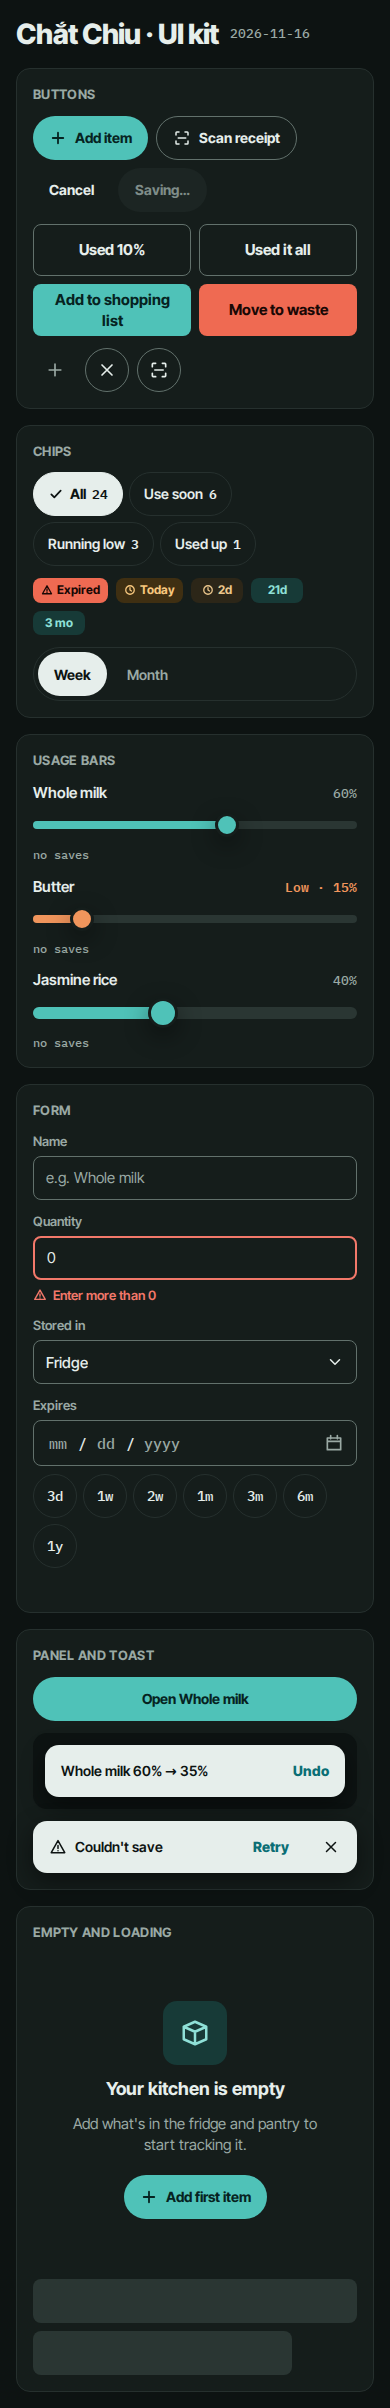 Chắt Chiu · UI kit 2026-11-16
BUTTONS
Add item
Scan receipt
Cancel
Saving...
Used 10%
Used it all
Add to shopping
list
Move to waste
CHIPS
All 24
Use soon 6
Running low 3
Used up 1
Expired
Today
2d
21d
3 mo
Week
Month
USAGE BARS
Whole milk 60%
no saves
Butter Low · 15%
no saves
Jasmine rice 40%
no saves
FORM
Name
e.g. Whole milk
Quantity
0
Enter more than 0
Stored in
Fridge
Expires
mm / dd / yyyy
3d 1w 2w 1m 3m 6m
1y
PANEL AND TOAST
Open Whole milk
Whole milk 60% → 35% Undo
Couldn't save Retry
EMPTY AND LOADING
Your kitchen is empty
Add what's in the fridge and pantry to
start tracking it.
Add first item